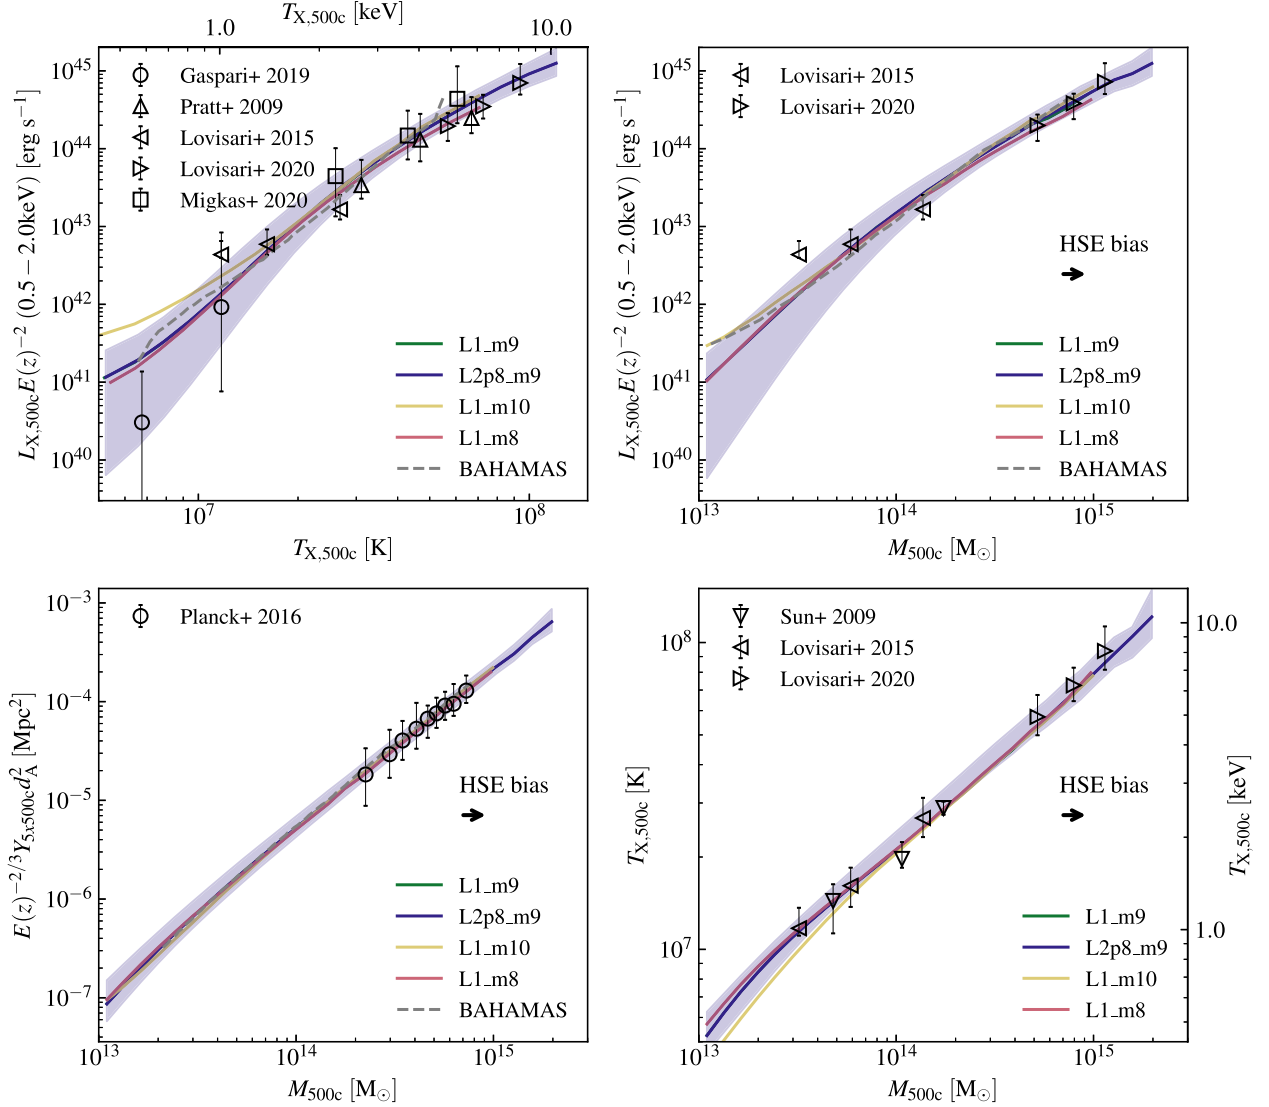 T_X,500c [keV]
1.0
10.0
10^45
10^44
10^43
10^42
10^41
10^40
L_X,500c E(z)^−2 (0.5 − 2.0keV) [erg s^−1]
Gaspari+ 2019
Pratt+ 2009
Lovisari+ 2015
Lovisari+ 2020
Migkas+ 2020
L1_m9
L2p8_m9
L1_m10
L1_m8
BAHAMAS
10^7
10^8
T_X,500c [K]
10^45
10^44
10^43
10^42
10^41
10^40
L_X,500c E(z)^−2 (0.5 − 2.0keV) [erg s^−1]
Lovisari+ 2015
Lovisari+ 2020
HSE bias
L1_m9
L2p8_m9
L1_m10
L1_m8
BAHAMAS
10^13
10^14
10^15
M_500c [M_⊙]
10^−3
10^−4
10^−5
10^−6
10^−7
E(z)^−2/3 Y_5x500c d_A^2 [Mpc^2]
Planck+ 2016
HSE bias
L1_m9
L2p8_m9
L1_m10
L1_m8
BAHAMAS
10^13
10^14
10^15
M_500c [M_⊙]
10^8
10^7
T_X,500c [K]
Sun+ 2009
Lovisari+ 2015
Lovisari+ 2020
HSE bias
L1_m9
L2p8_m9
L1_m10
L1_m8
10.0
1.0
T_X,500c [keV]
10^13
10^14
10^15
M_500c [M_⊙]